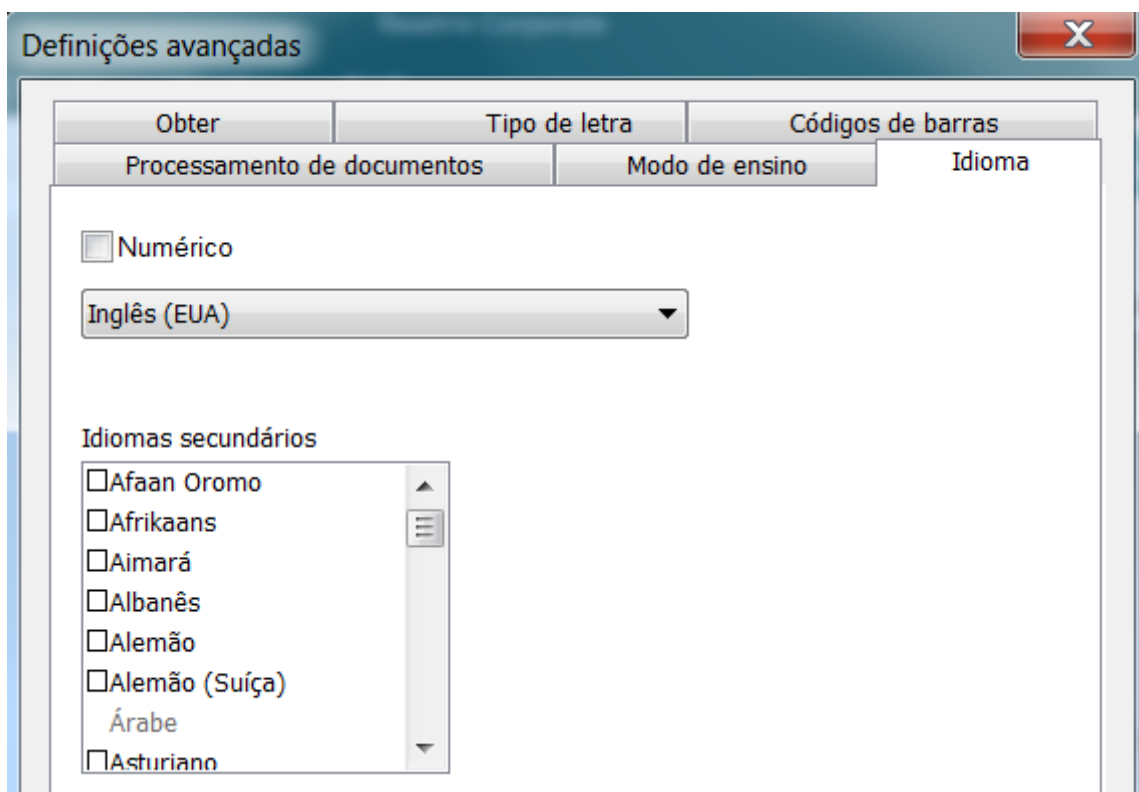 Definições avançadas
Obter Tipo de letra Códigos de barras
Processamento de documentos Modo de ensino Idioma
Numérico
Inglês (EUA)
Idiomas secundários
Afaan Oromo
Afrikaans
Aimará
Albanês
Alemão
Alemão (Suíça)
Árabe
Asturiano